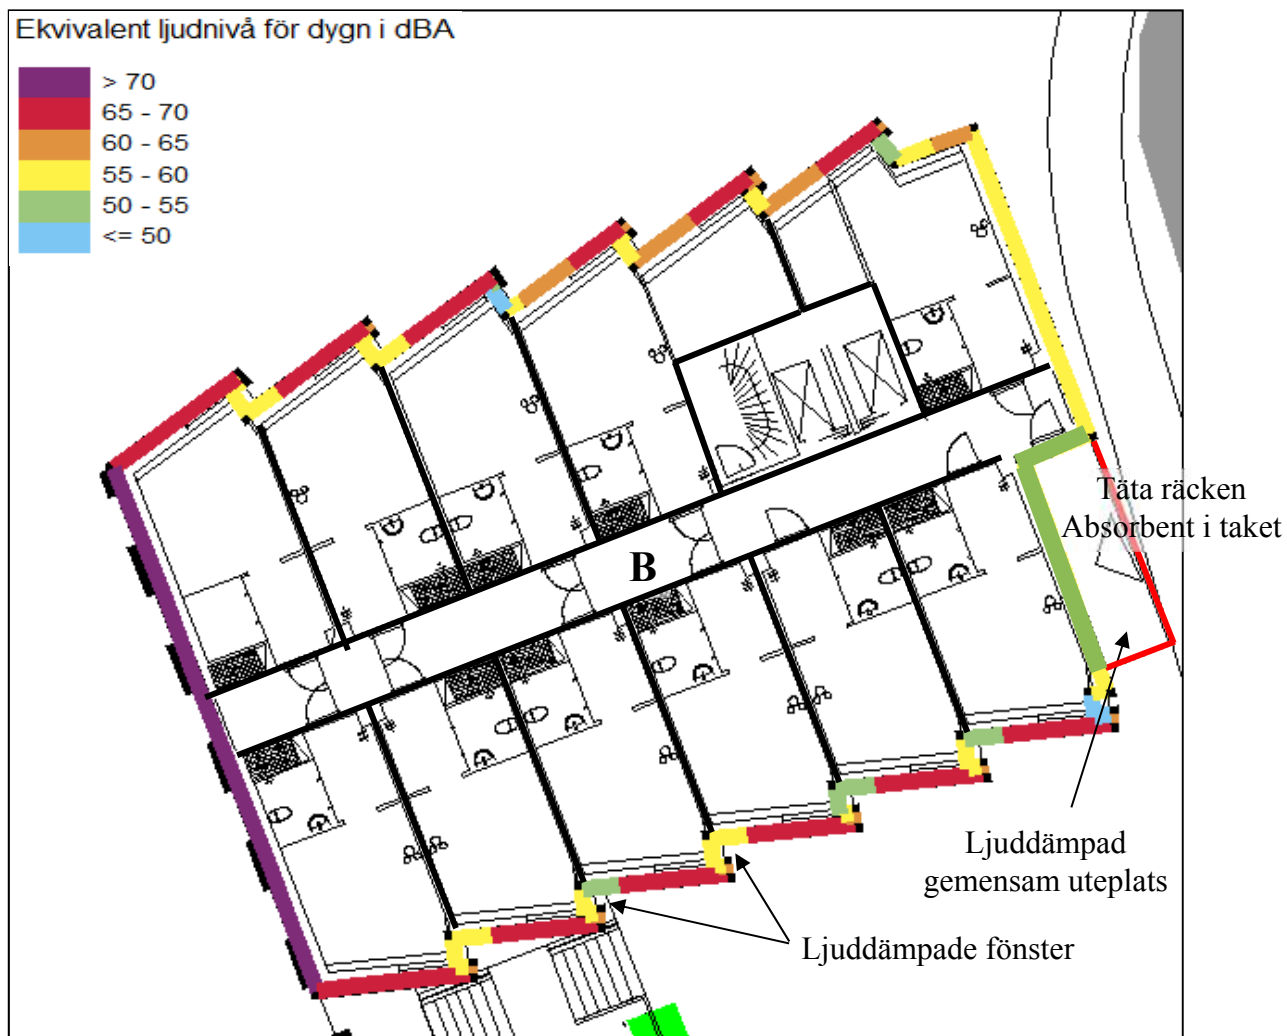 Ekvivalent ljudnivå för dygn i dBA
> 70
65 - 70
60 - 65
55 - 60
50 - 55
<= 50
Täta räcken
Absorbent i taket
B
Ljuddämpad
gemensam uteplats
Ljuddämpade fönster